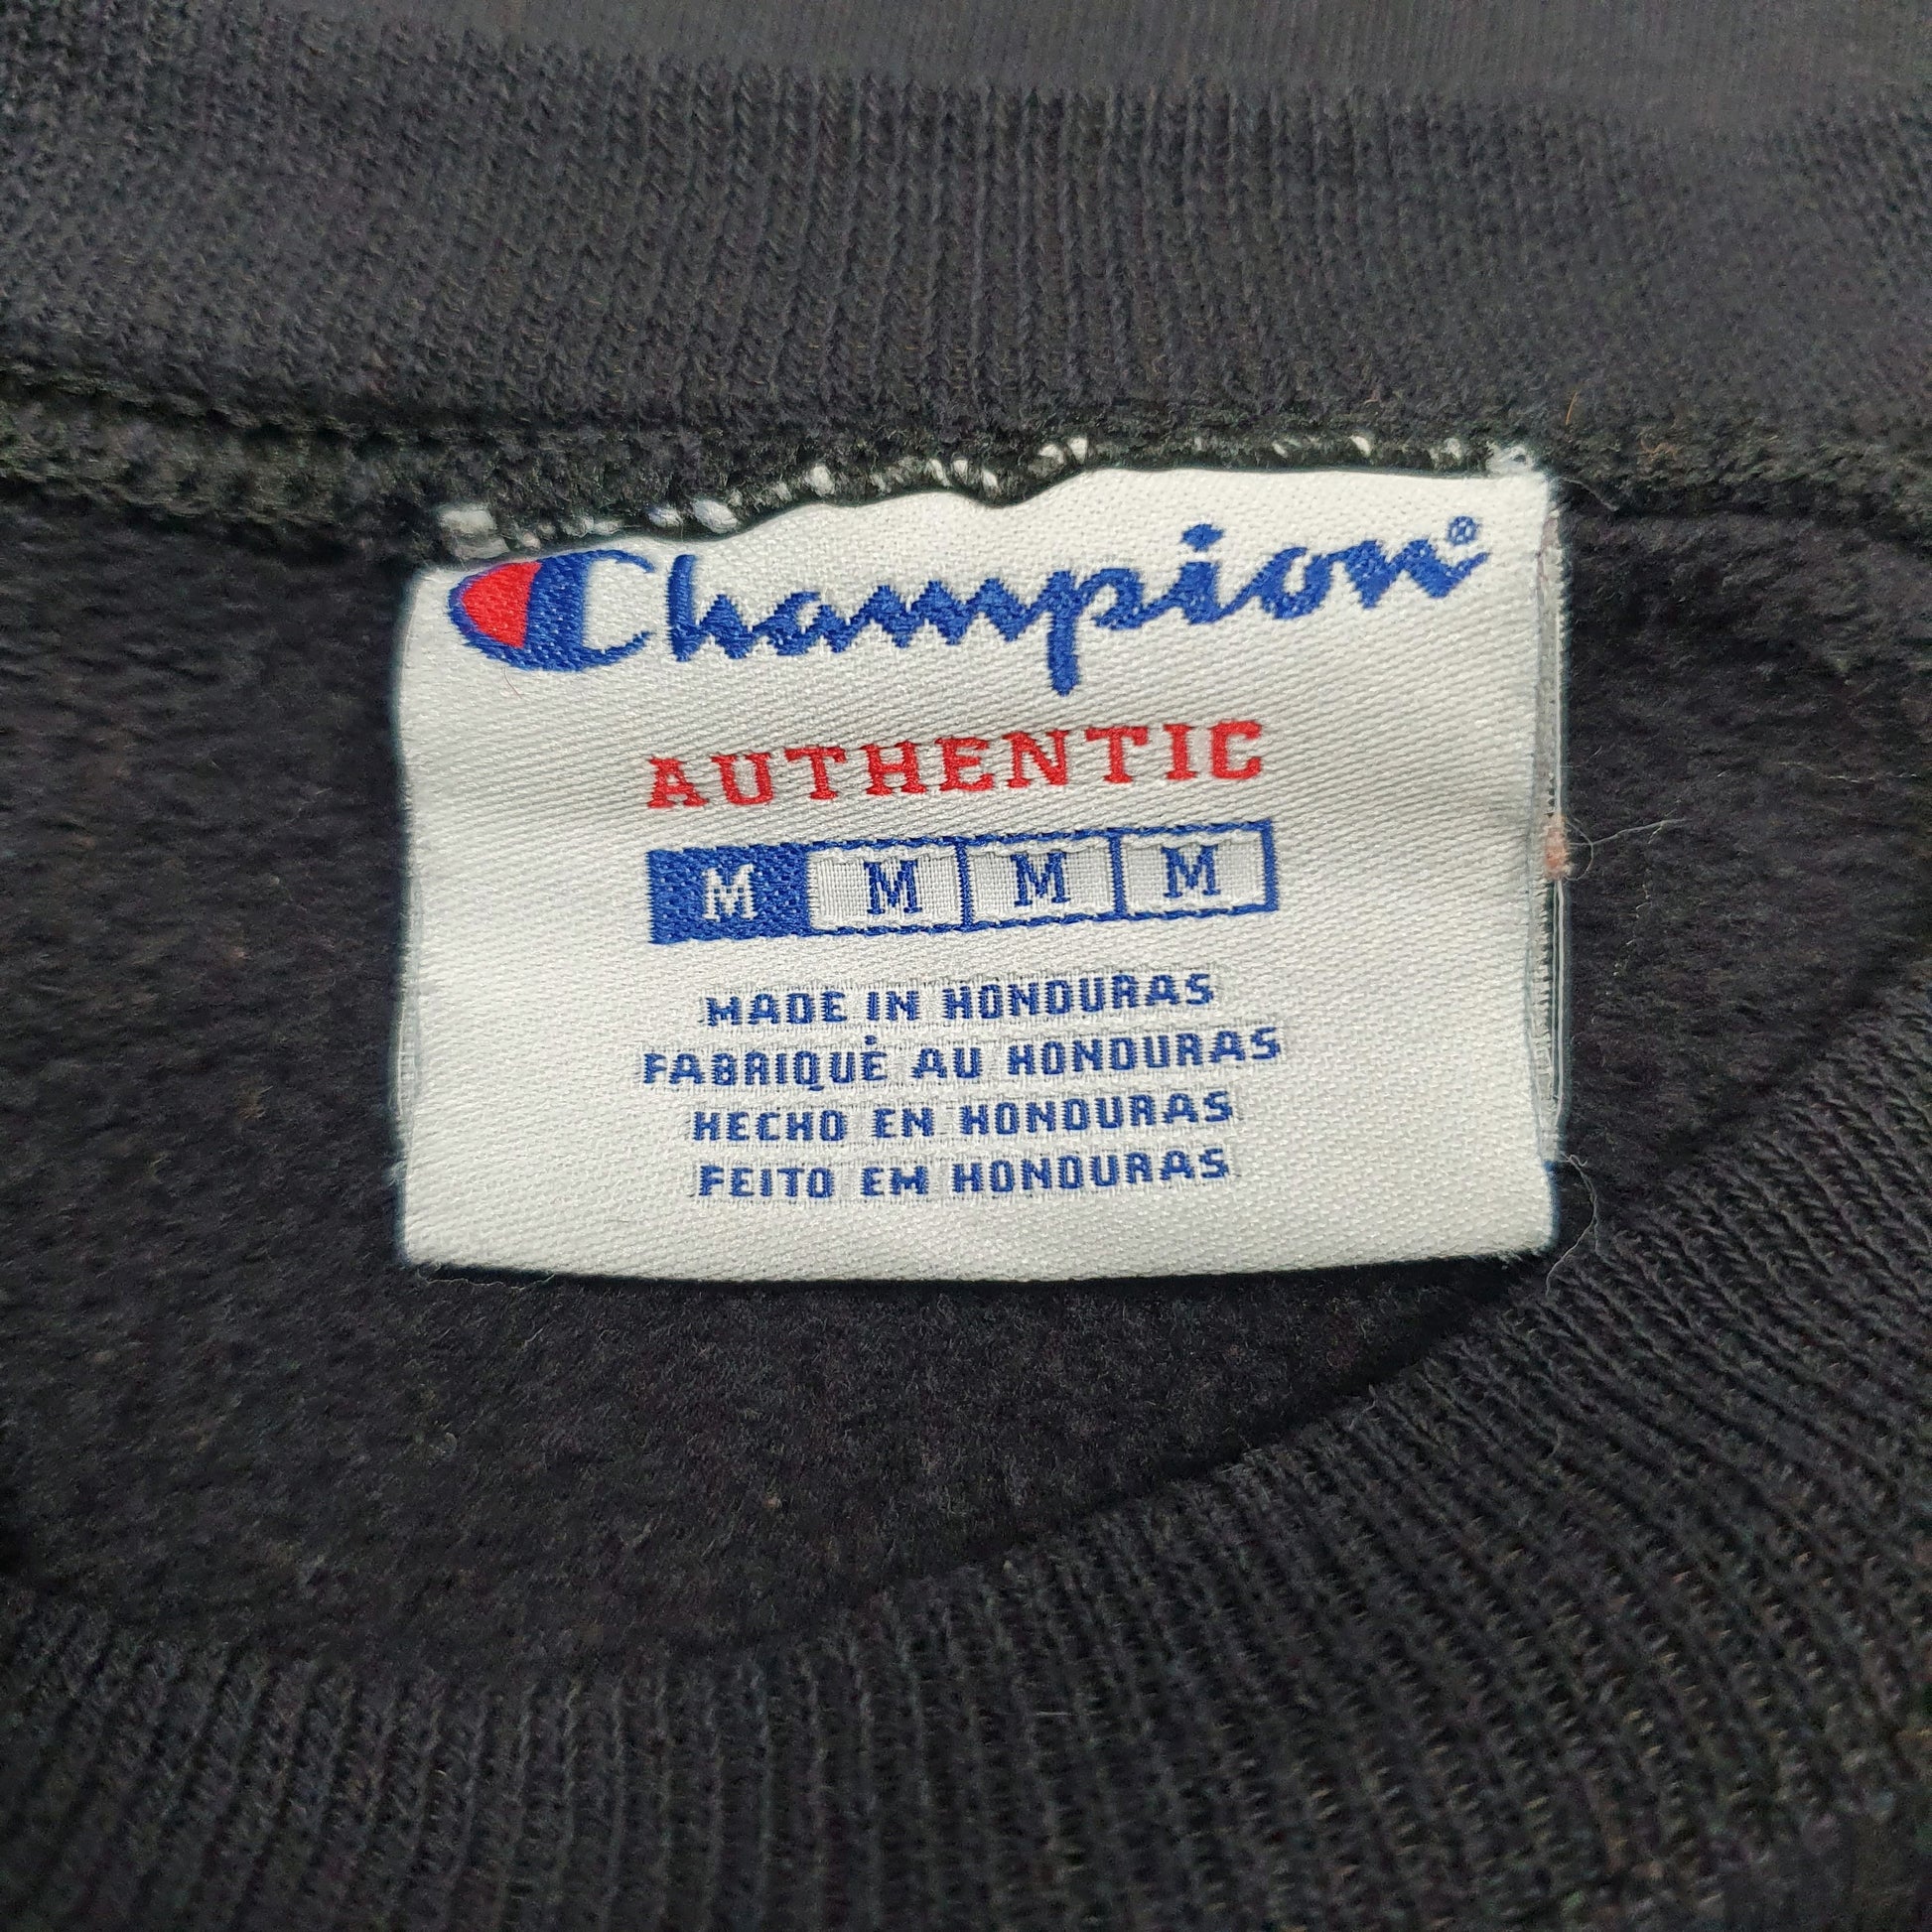 Champion®
AUTHENTIC
M M M M
MADE IN HONDURAS
FABRIQUÉ AU HONDURAS
HECHO EN HONDURAS
FEITO EM HONDURAS